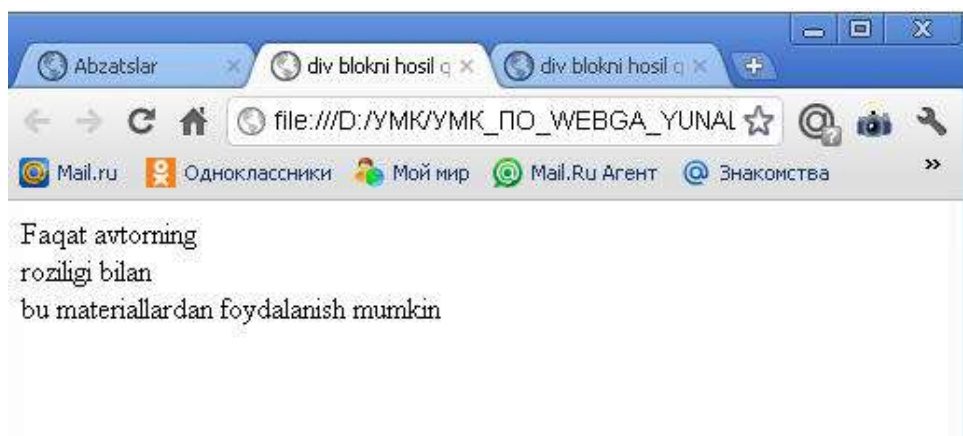 Abzatslar div blokni hosil q div blokni hosil q
file:///D:/УМК/УМК_ПО_WEBGA_YUNAL
Mail.ru Одноклассники Мой мир Mail.Ru Агент Знакомства »
Faqat avtorning
roziligi bilan
bu materiallardan foydalanish mumkin